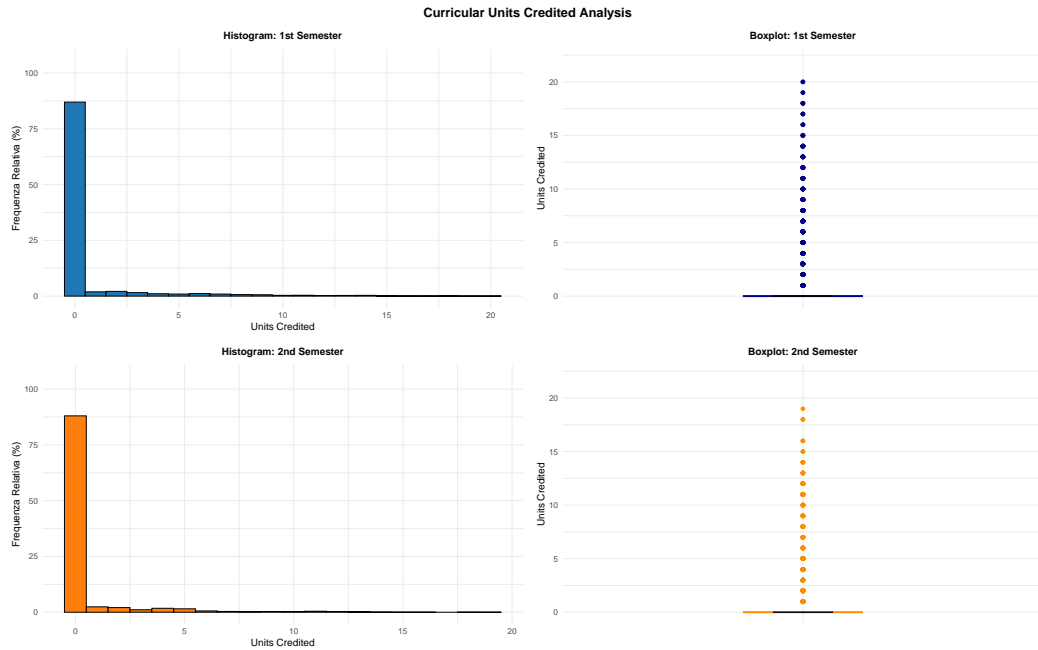 Curricular Units Credited Analysis
Histogram: 1st Semester
100
75
50
25
0
Frequenza Relativa (%)
0 5 10 15 20
Units Credited
Boxplot: 1st Semester
20
15
10
5
0
Units Credited
Histogram: 2nd Semester
100
75
50
25
0
Frequenza Relativa (%)
0 5 10 15 20
Units Credited
Boxplot: 2nd Semester
20
15
10
5
0
Units Credited